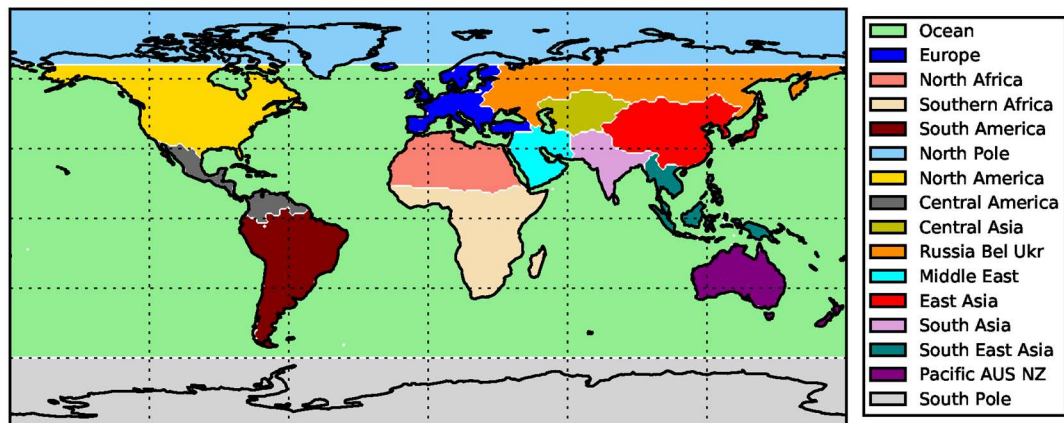 Ocean
Europe
North Africa
Southern Africa
South America
North Pole
North America
Central America
Central Asia
Russia Bel Ukr
Middle East
East Asia
South Asia
South East Asia
Pacific AUS NZ
South Pole